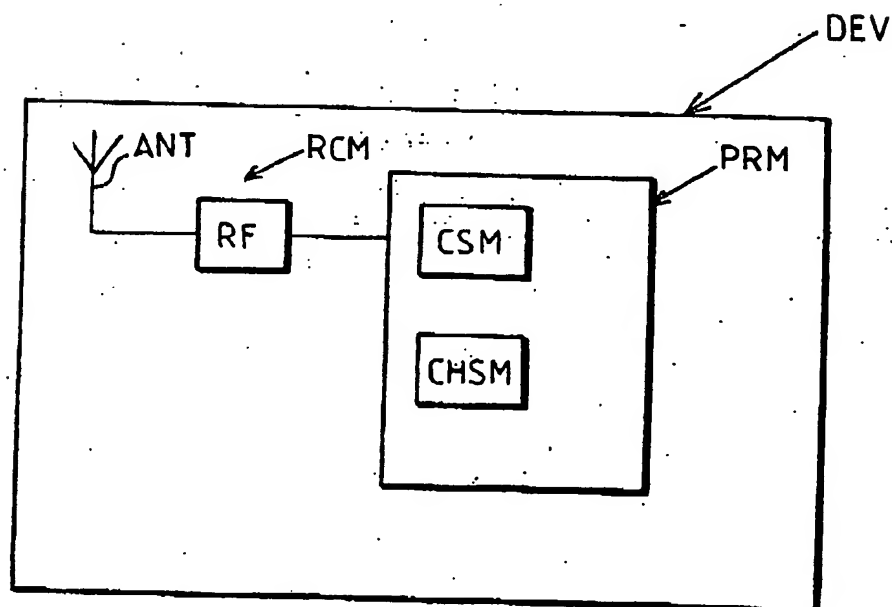 DEV
ANT
RCM
PRM
RF
CSM
CHSM